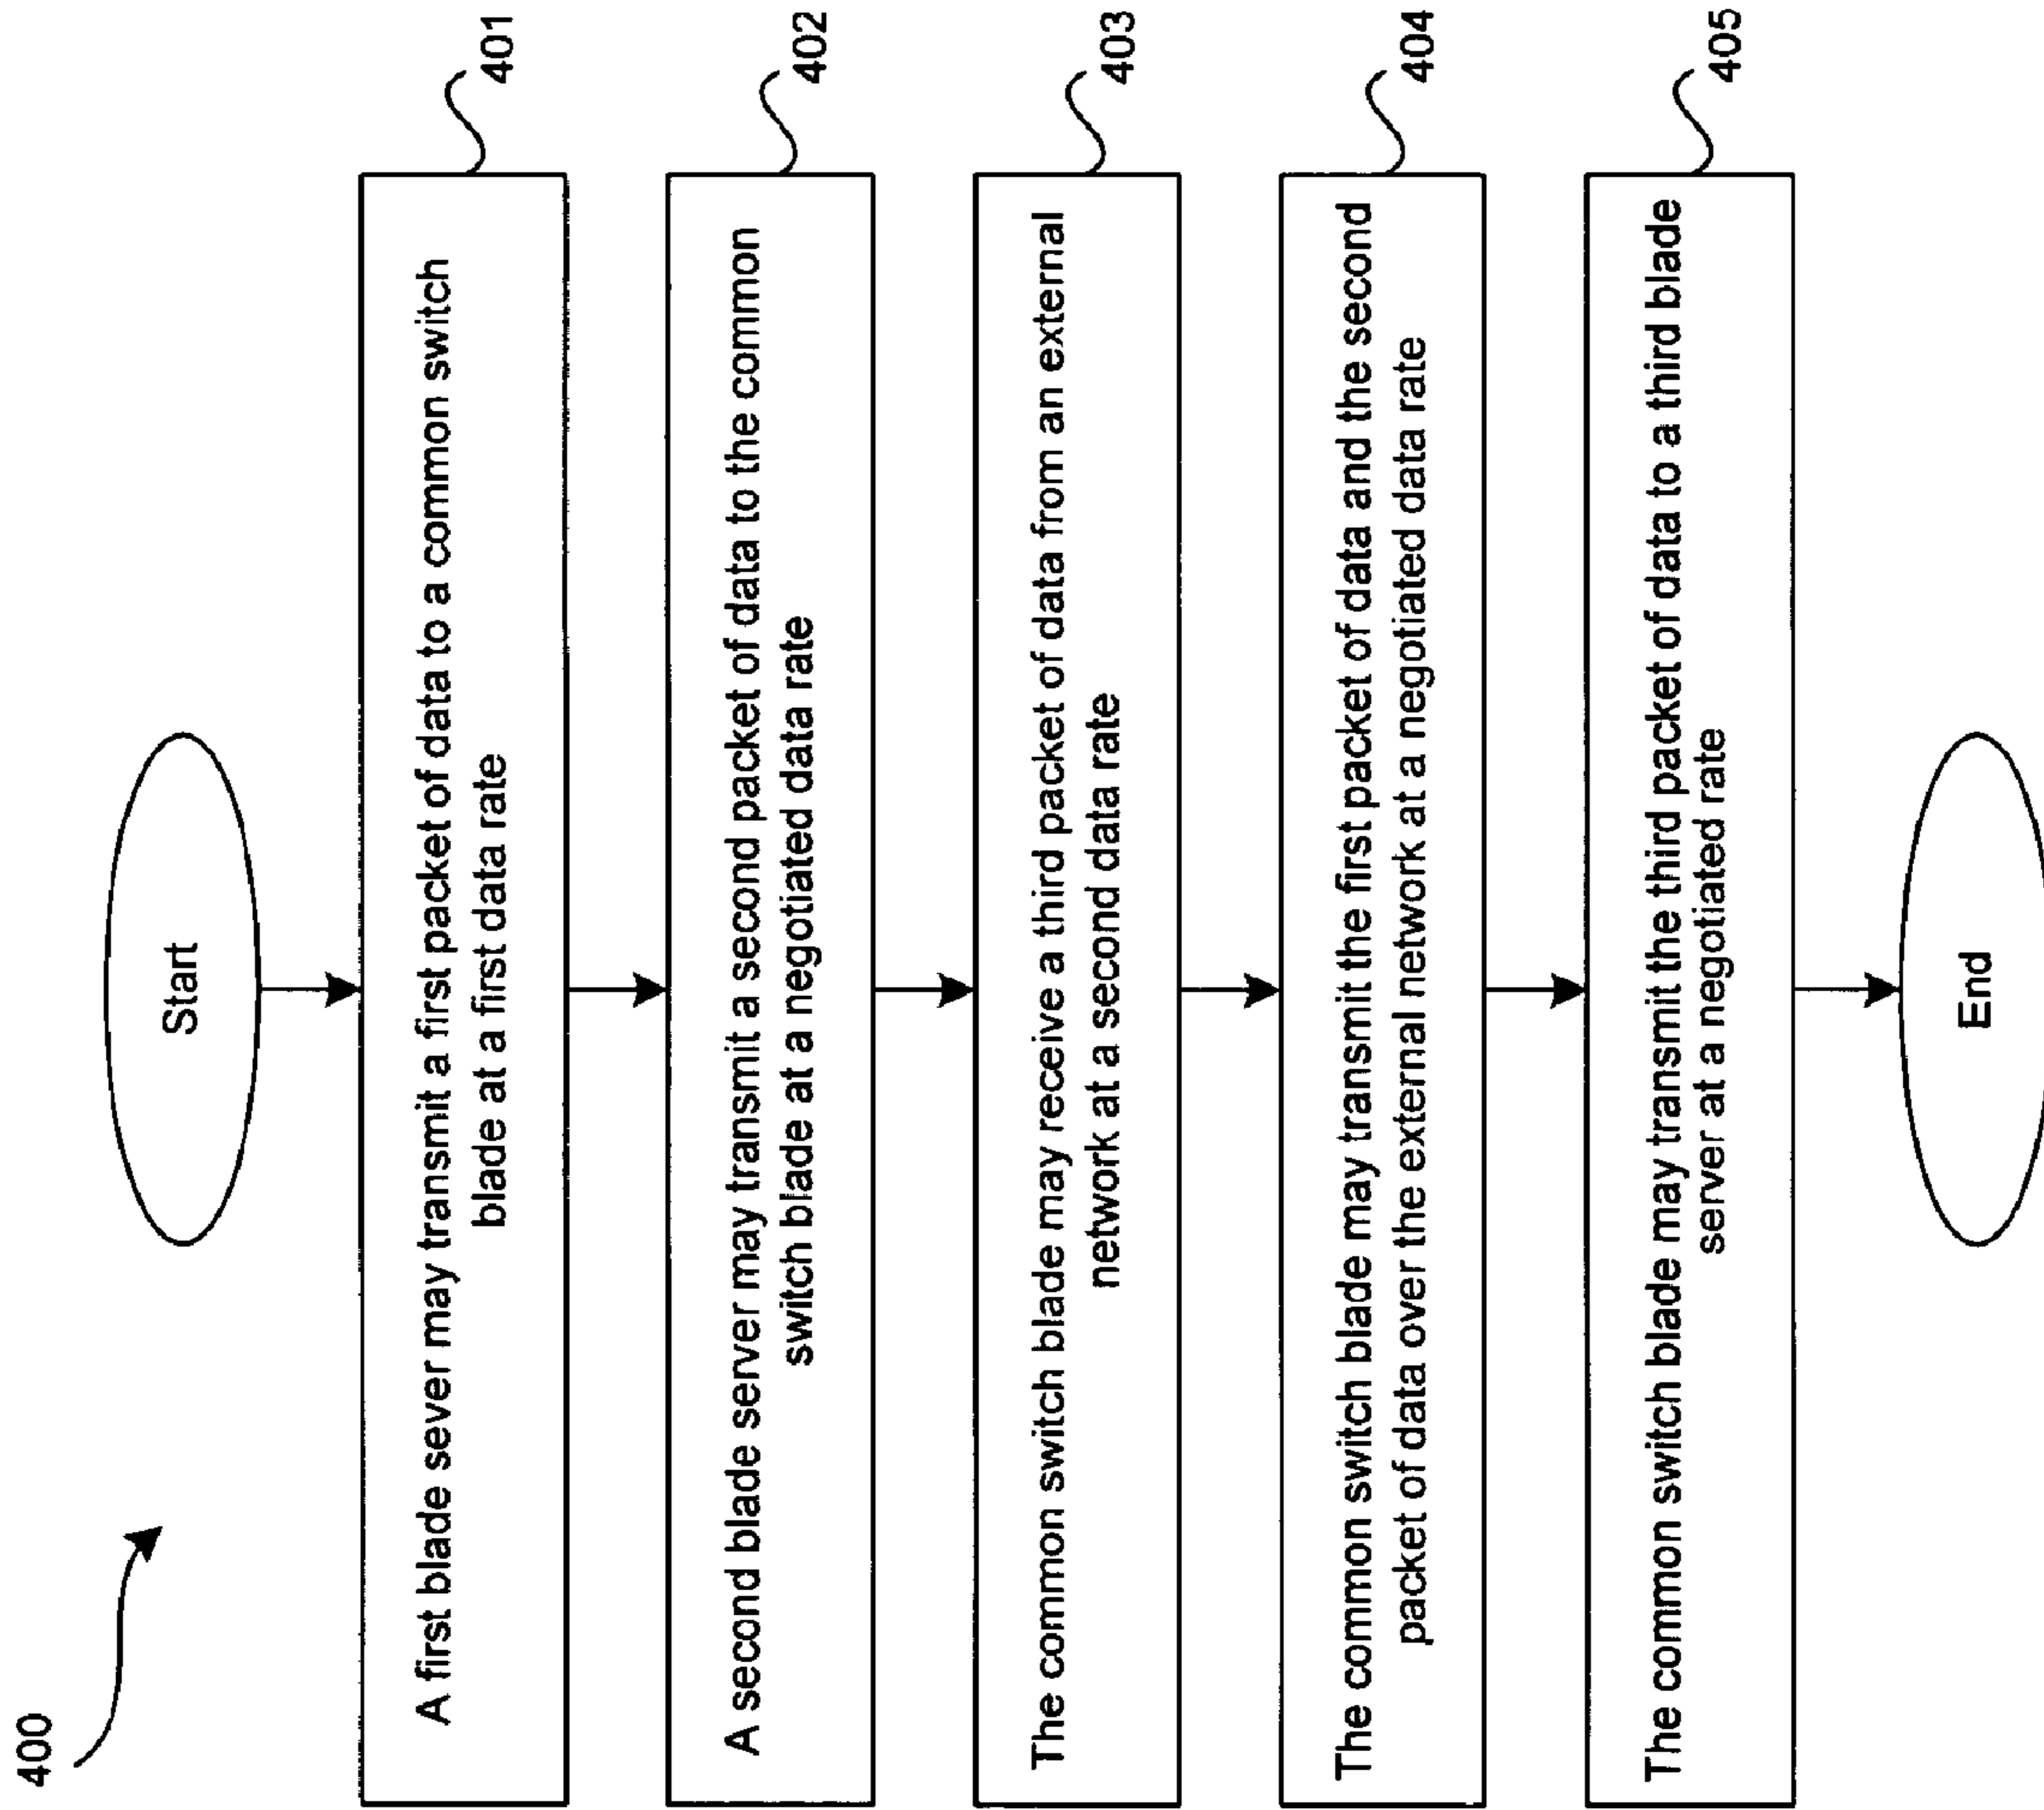 400
Start
A first blade sever may transmit a first packet of data to a common switch
blade at a first data rate
401
A second blade server may transmit a second packet of data to the common
switch blade at a negotiated data rate
402
The common switch blade may receive a third packet of data from an external
network at a second data rate
403
The common switch blade may transmit the first packet of data and the second
packet of data over the external network at a negotiated data rate
404
The common switch blade may transmit the third packet of data to a third blade
server at a negotiated rate
405
End